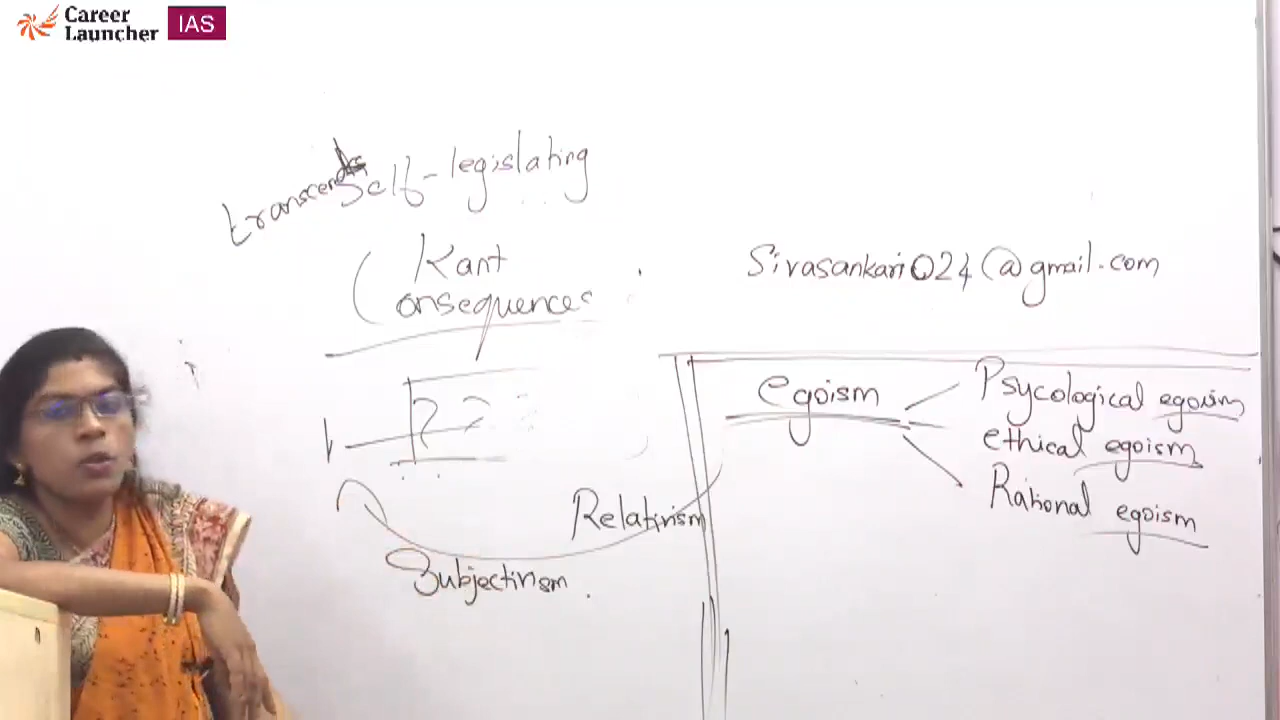 Career
Launcher
IAS
transcends
Self-legislating
Kant
Consequences
Sivasankari024@gmail.com
egoism
Psycological egoism
ethical egoism
Rational egoism
Relativism
Subjectivism